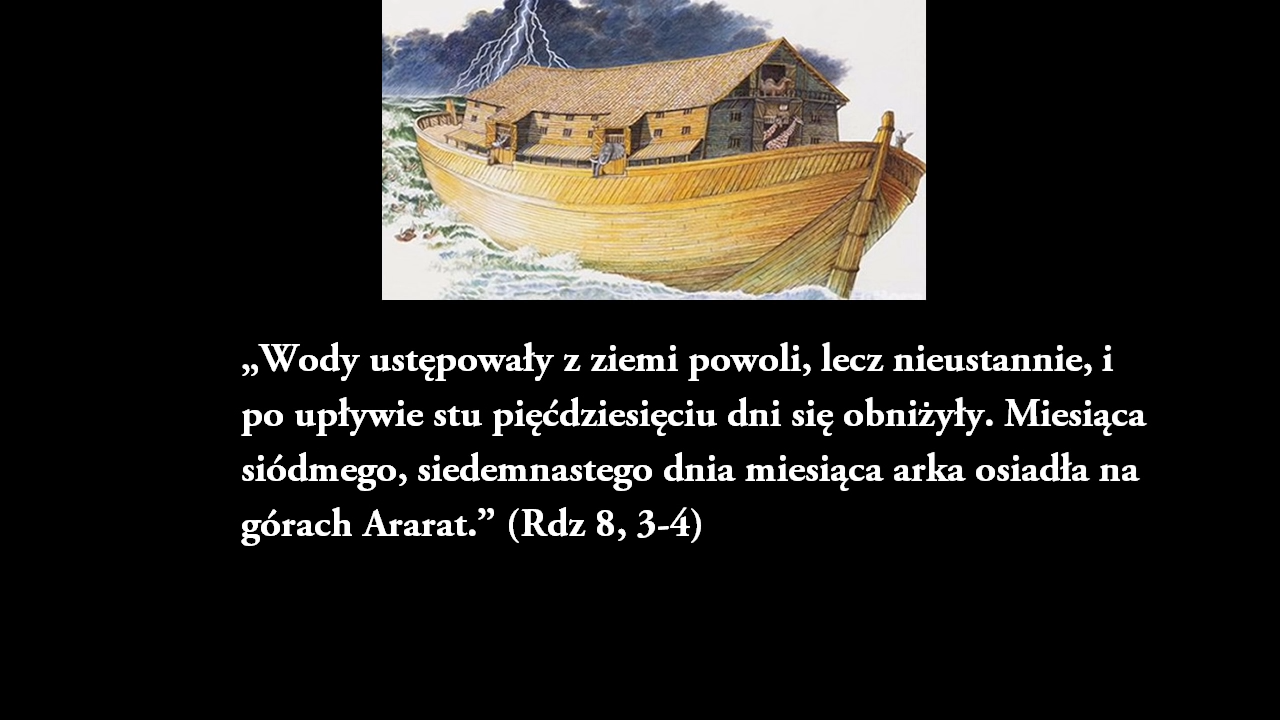 „Wody ustępowały z ziemi powoli, lecz nieustannie, i
po upływie stu pięćdziesięciu dni się obniżyły. Miesiąca
siódmego, siedemnastego dnia miesiąca arka osiadła na
górach Ararat.” (Rdz 8, 3-4)